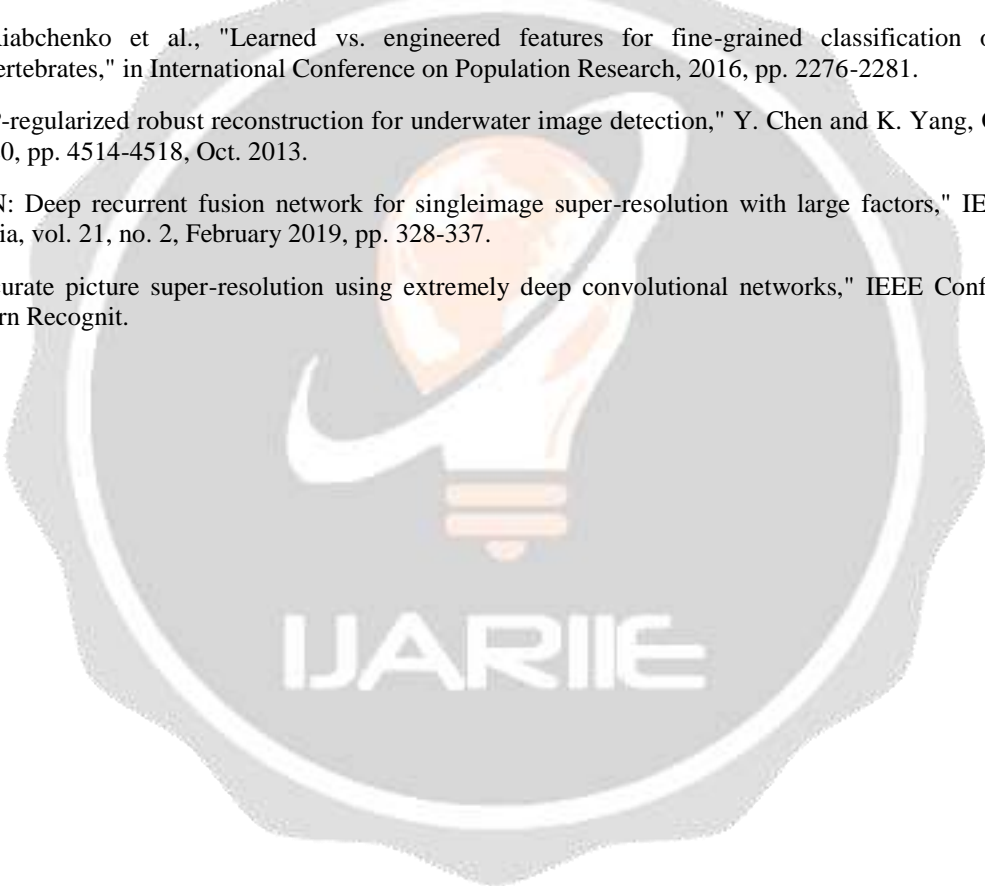 iabchenko et al., "Learned vs. engineered features for fine-grained classification
ertebrates," in International Conference on Population Research, 2016, pp. 2276-2281.
-regularized robust reconstruction for underwater image detection," Y. Chen and K. Yang,
0, pp. 4514-4518, Oct. 2013.
N: Deep recurrent fusion network for singleimage super-resolution with large factors," IE
ia, vol. 21, no. 2, February 2019, pp. 328-337.
urate picture super-resolution using extremely deep convolutional networks," IEEE Conf
rn Recognit.
IJARIIE